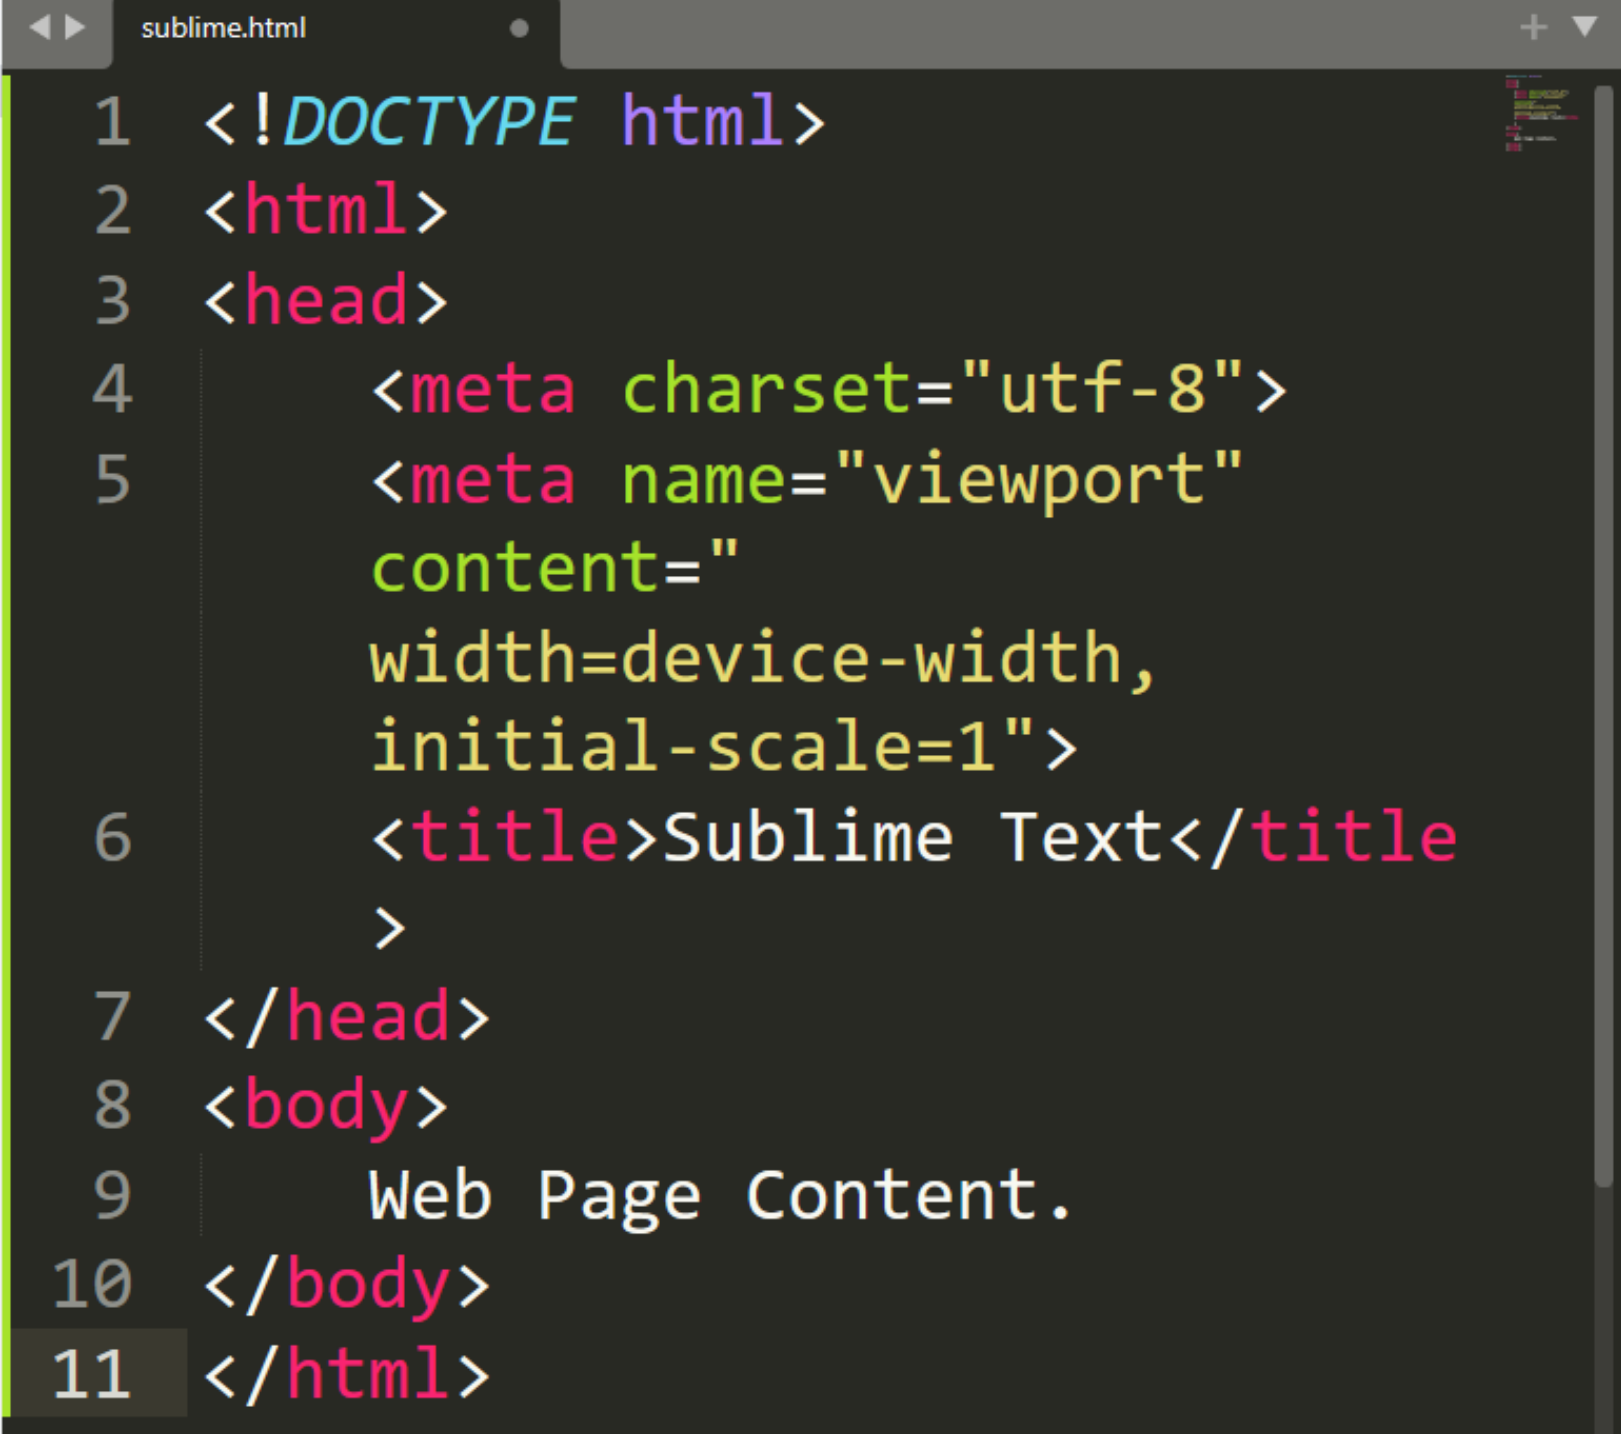 sublime.html
1 <!DOCTYPE html>
2 <html>
3 <head>
4 <meta charset="utf-8">
5 <meta name="viewport"
content="
width=device-width,
initial-scale=1">
6 <title>Sublime Text</title
>
7 </head>
8 <body>
9 Web Page Content.
10 </body>
11 </html>